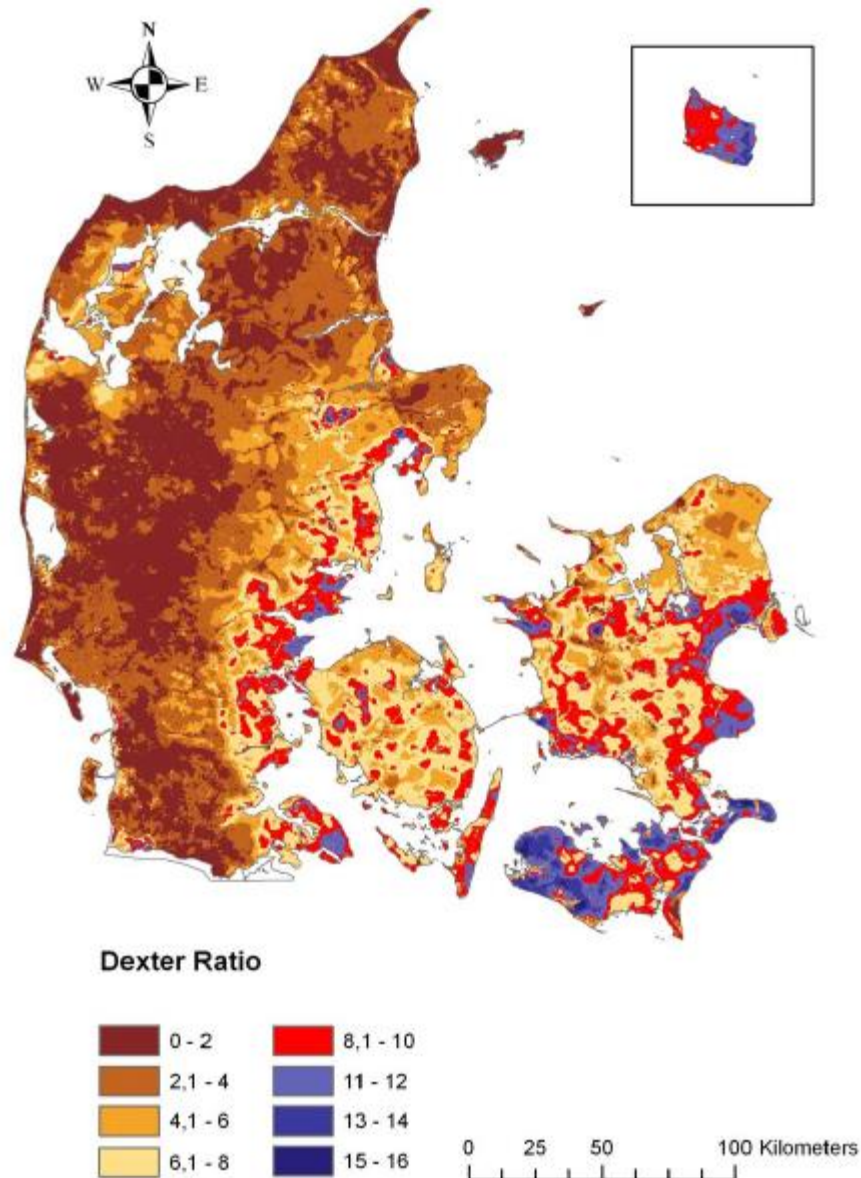 N
W E
S
Dexter Ratio
0 - 2
2,1 - 4
4,1 - 6
6,1 - 8
8,1 - 10
11 - 12
13 - 14
15 - 16
0 25 50 100 Kilometers